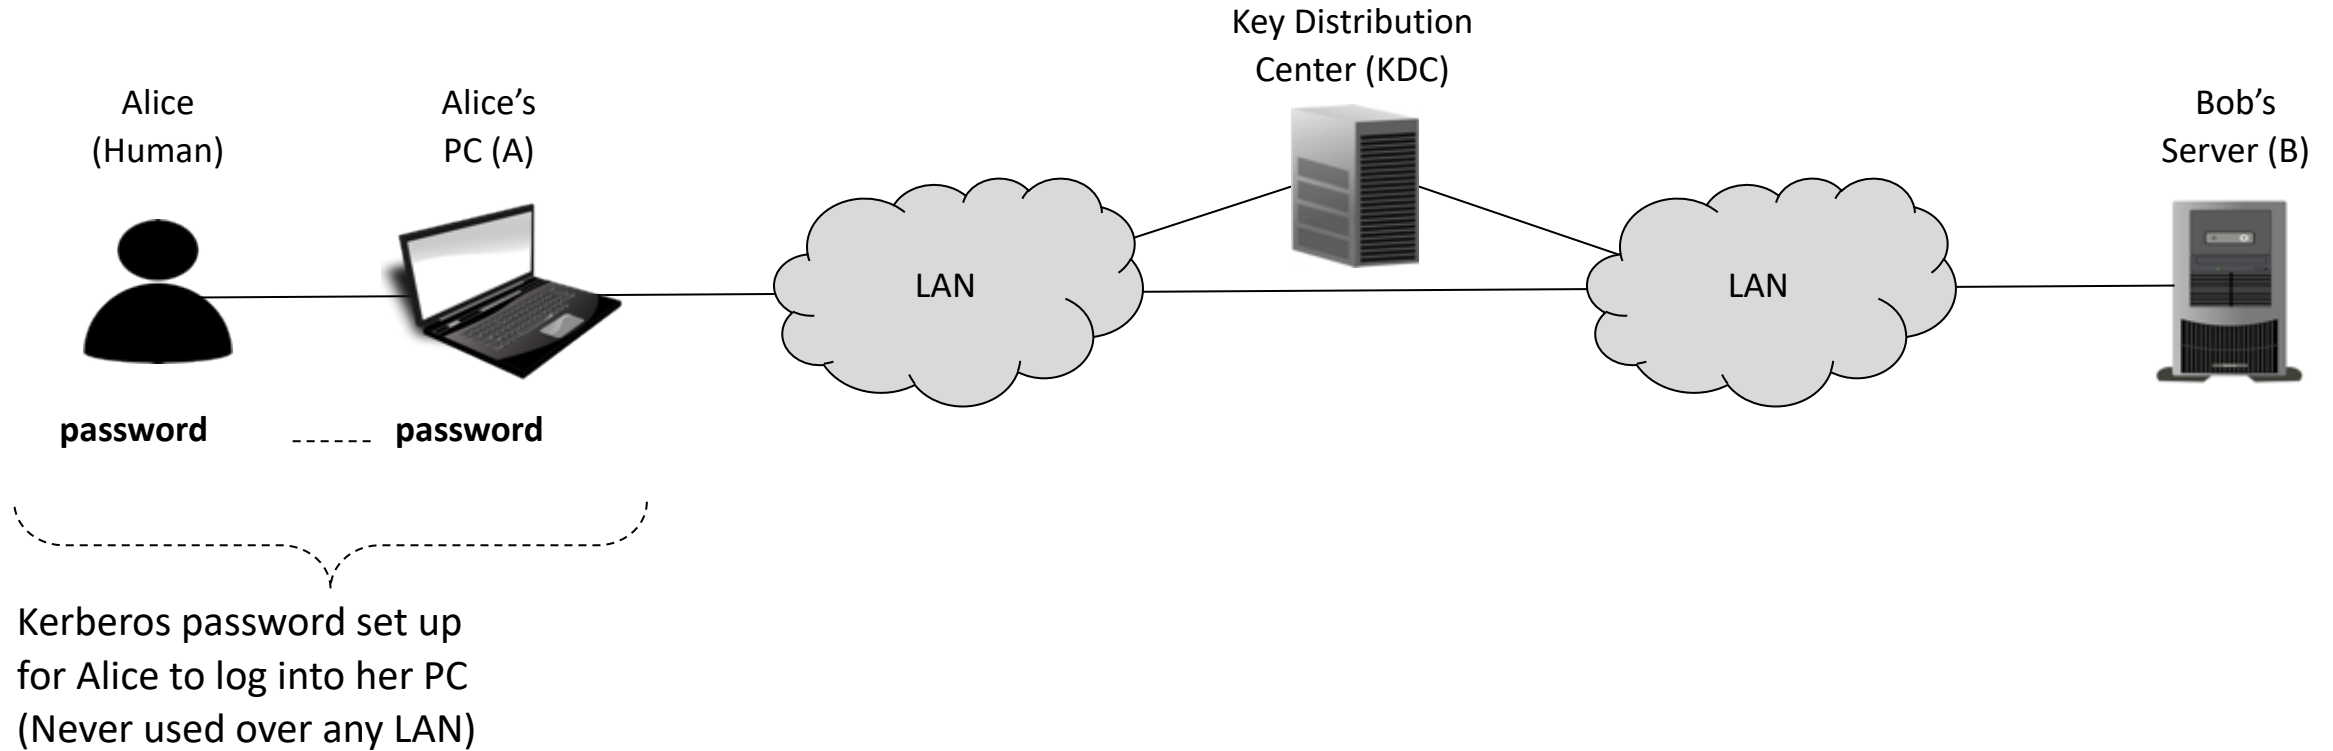 Key Distribution
Center (KDC)
Alice
(Human)
Alice’s
PC (A)
Bob’s
Server (B)
LAN
LAN
password
password
Kerberos password set up
for Alice to log into her PC
(Never used over any LAN)